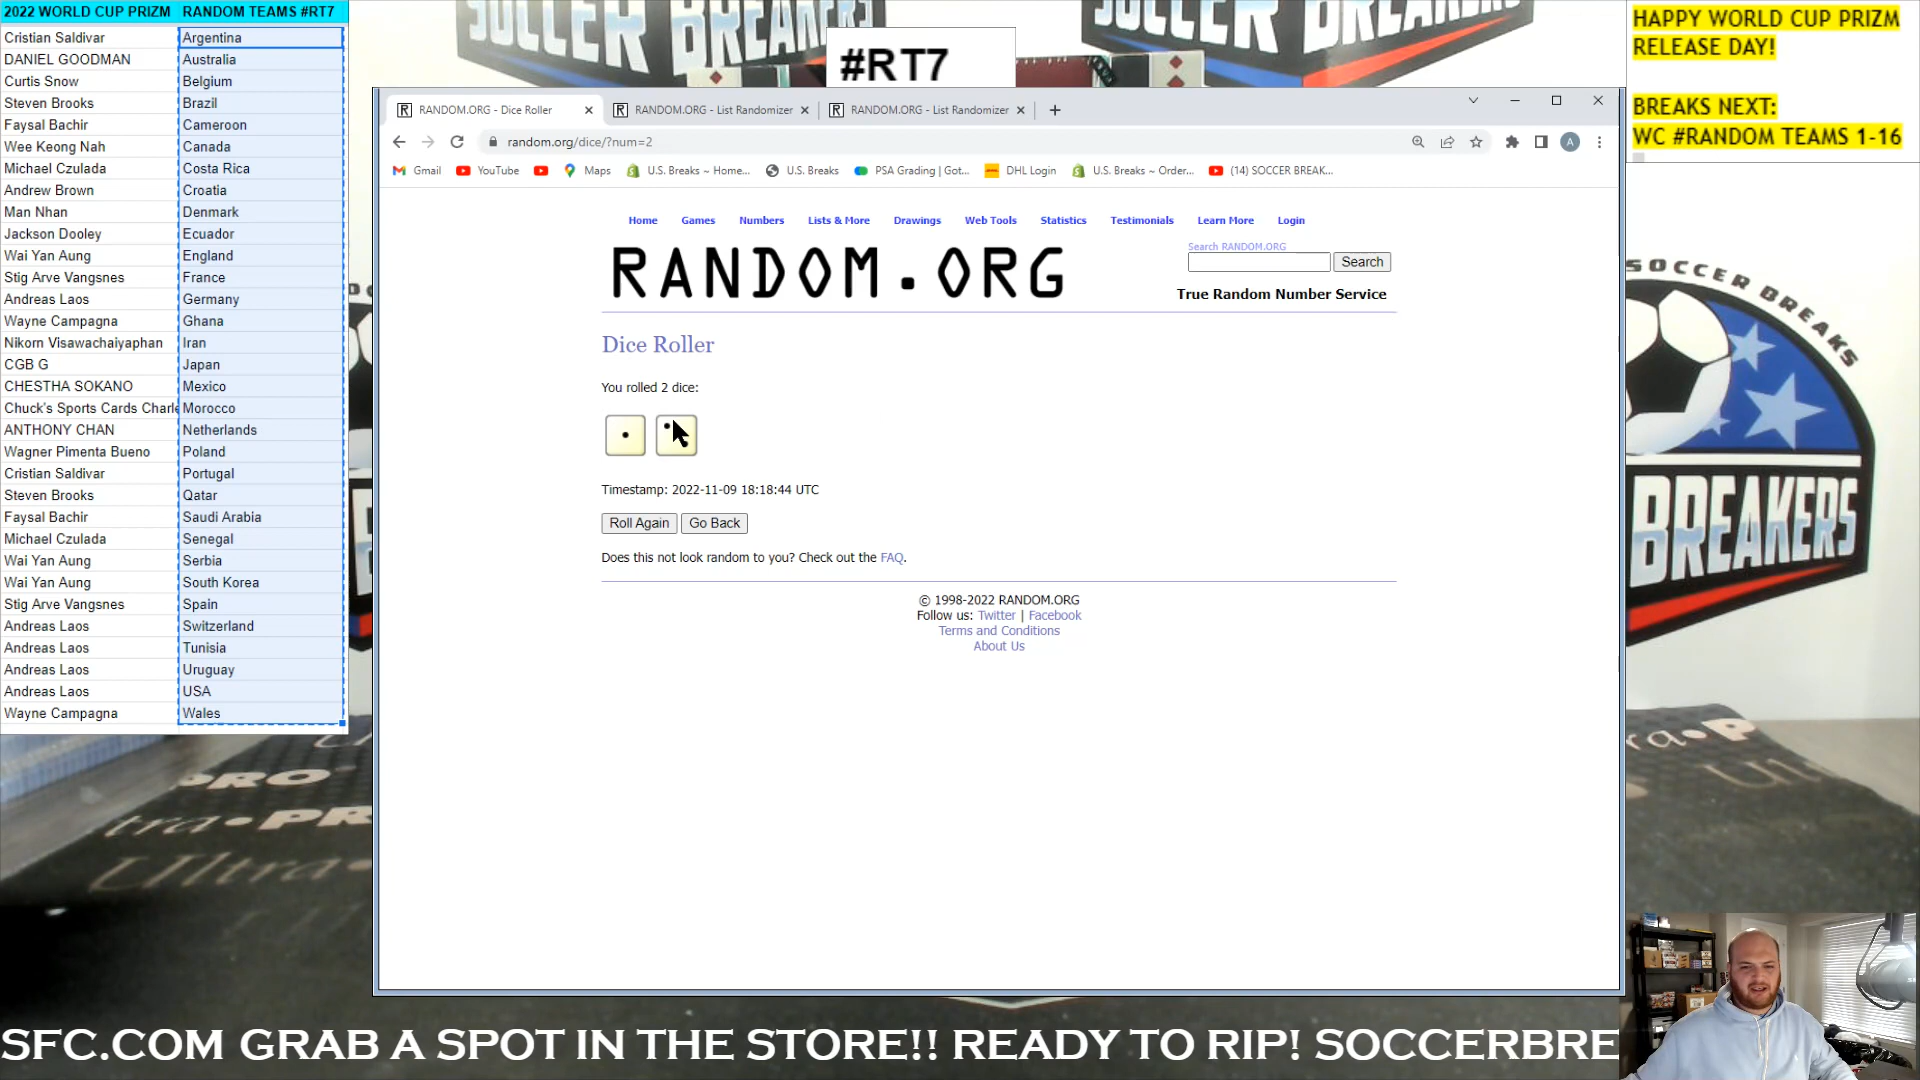 2022 WORLD CUP PRIZM RANDOM TEAMS #RT7
Cristian Saldivar Argentina
DANIEL GOODMAN Australia
Curtis Snow Belgium
Steven Brooks Brazil
Faysal Bachir Cameroon
Wee Keong Nah Canada
Michael Czulada Costa Rica
Andrew Brown Croatia
Man Nhan Denmark
Jackson Dooley Ecuador
Wai Yan Aung England
Stig Arve Vangsnes France
Andreas Laos Germany
Wayne Campagna Ghana
Nikorn Visawachaiyaphan Iran
CGB G Japan
CHESTHA SOKANO Mexico
Chuck's Sports Cards Charle Morocco
ANTHONY CHAN Netherlands
Wagner Pimenta Bueno Poland
Cristian Saldivar Portugal
Steven Brooks Qatar
Faysal Bachir Saudi Arabia
Michael Czulada Senegal
Wai Yan Aung Serbia
Wai Yan Aung South Korea
Stig Arve Vangsnes Spain
Andreas Laos Switzerland
Andreas Laos Tunisia
Andreas Laos Uruguay
Andreas Laos USA
Wayne Campagna Wales
SOCCER BREAKERS
#RT7
HAPPY WORLD CUP PRIZM
RELEASE DAY!
BREAKS NEXT:
WC #RANDOM TEAMS 1-16
RANDOM.ORG - Dice Roller RANDOM.ORG - List Randomizer RANDOM.ORG - List Randomizer
random.org/dice/?num=2
A
Gmail YouTube Maps U.S. Breaks ~ Home... U.S. Breaks PSA Grading | Got... DHL Login U.S. Breaks ~ Order... (14) SOCCER BREAK...
Home Games Numbers Lists & More Drawings Web Tools Statistics Testimonials Learn More Login
RANDOM.ORG
Search RANDOM.ORG
Search
True Random Number Service
Dice Roller
You rolled 2 dice:
Timestamp: 2022-11-09 18:18:44 UTC
Roll Again Go Back
Does this not look random to you? Check out the FAQ.
© 1998-2022 RANDOM.ORG
Follow us: Twitter | Facebook
Terms and Conditions
About Us
SOCCER BREAKS
BREAKERS
SFC.COM GRAB A SPOT IN THE STORE!! READY TO RIP! SOCCERBRE